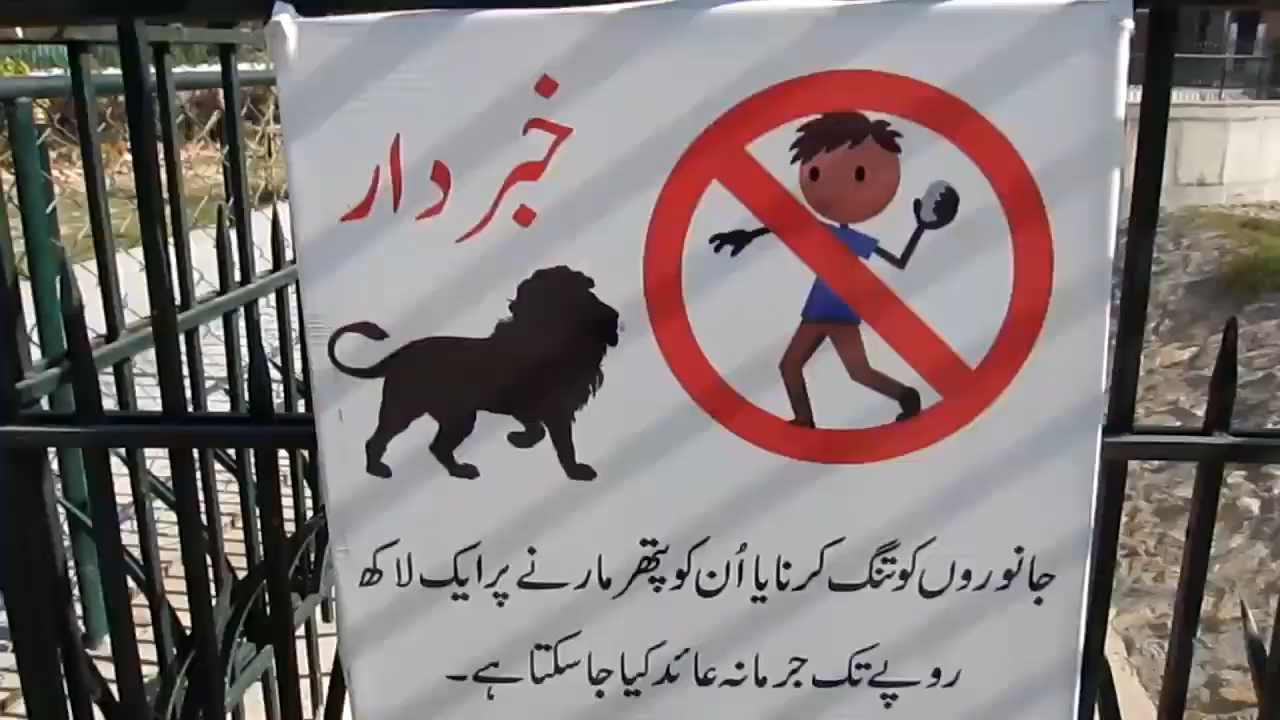 خبردار
جانوروں کو تنگ کرنا یا اُن کو پتھر مارنے پر ایک لاکھ
روپے تک جرمانہ عائد کیا جا سکتا ہے۔